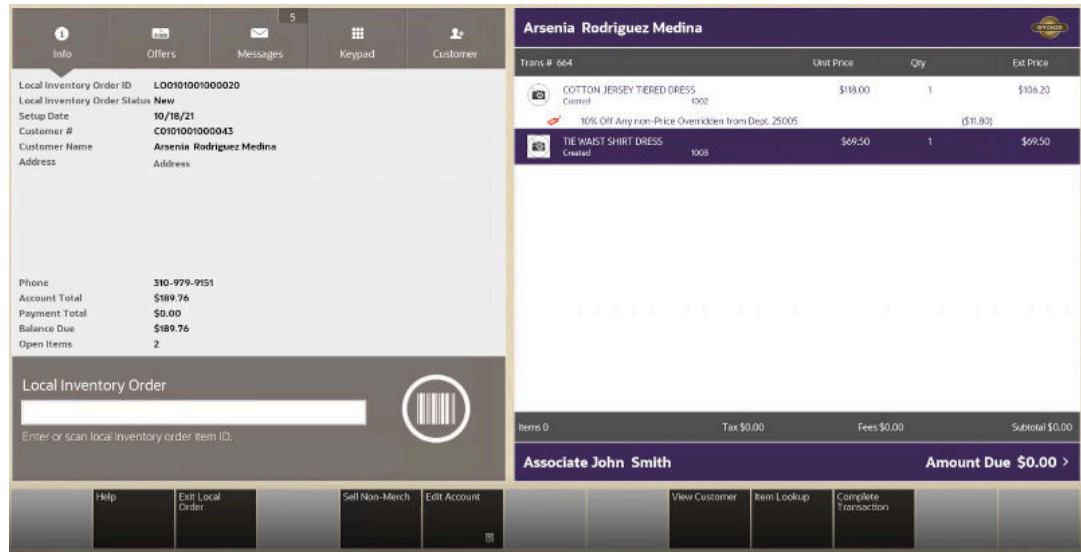 5
Info
Offers
Messages
Keypad
Customer
Local Inventory Order ID LO0101001000020
Local Inventory Order Status New
Setup Date 10/18/21
Customer # C0101001000043
Customer Name Arsenia Rodriguez Medina
Address Address
Phone 310-979-9151
Account Total $189.76
Payment Total $0.00
Balance Due $189.76
Open Items 2
Local Inventory Order
Enter or scan local inventory order item ID.
Arsenia Rodriguez Medina
Trans # 664 Unit Price Qty Ext Price
COTTON JERSEY TIERED DRESS $118.00 1 $106.20
Created 1002
10% Off Any non-Price Overridden from Dept. 25005 ($11.80)
TIE WAIST SHIRT DRESS $69.50 1 $69.50
Created 1003
Items 0 Tax $0.00 Fees $0.00 Subtotal $0.00
Associate John Smith Amount Due $0.00 >
Help
Exit Local
Order
Sell Non-Merch
Edit Account
View Customer
Item Lookup
Complete
Transaction